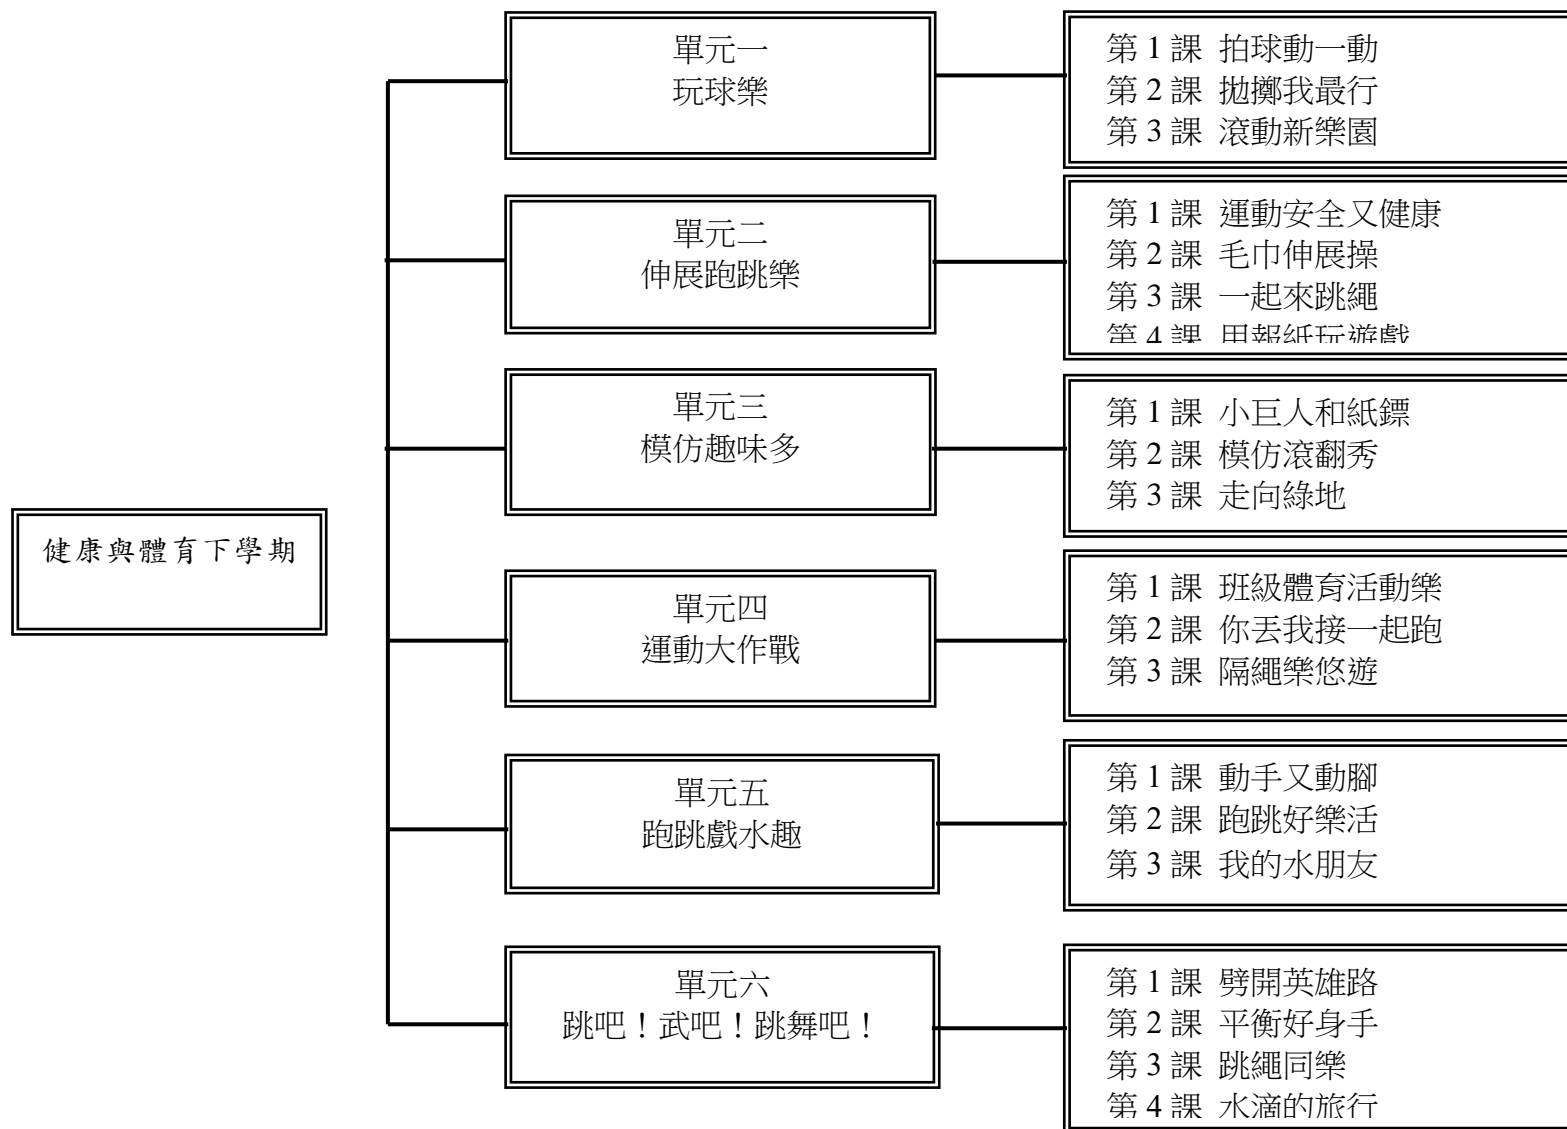 健康與體育下學期
單元一
玩球樂
第 1 課 拍球動一動
第 2 課 拋擲我最行
第 3 課 滾動新樂園
單元二
伸展跑跳樂
第 1 課 運動安全又健康
第 2 課 毛巾伸展操
第 3 課 一起來跳繩
第 4 課 用報紙玩遊戲
單元三
模仿趣味多
第 1 課 小巨人和紙鏢
第 2 課 模仿滾翻秀
第 3 課 走向綠地
單元四
運動大作戰
第 1 課 班級體育活動樂
第 2 課 你丟我接一起跑
第 3 課 隔繩樂悠遊
單元五
跑跳戲水趣
第 1 課 動手又動腳
第 2 課 跑跳好樂活
第 3 課 我的水朋友
單元六
跳吧！武吧！跳舞吧！
第 1 課 劈開英雄路
第 2 課 平衡好身手
第 3 課 跳繩同樂
第 4 課 水滴的旅行